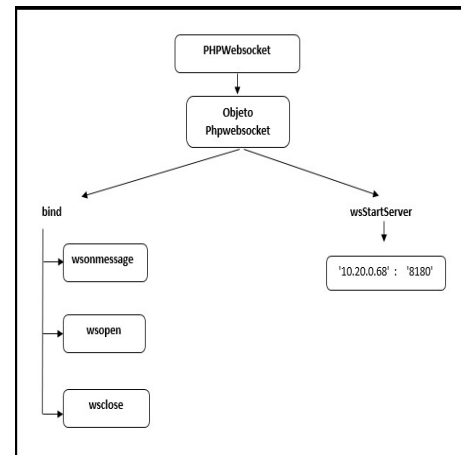 PHPWebsocket
Objeto
Phpwebsocket
bind
wsStartServer
wsonmessage
'10.20.0.68' : '8180'
wsopen
wsclose